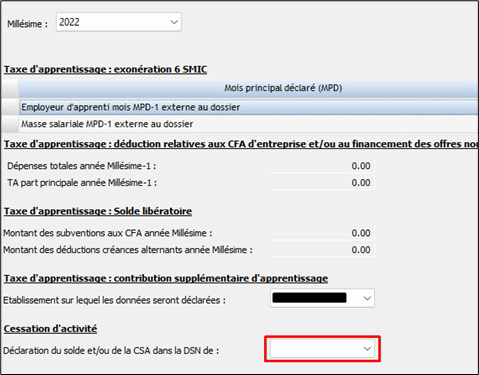 Millésime :
2022
Taxe d'apprentissage : exonération 6 SMIC
Mois principal déclaré (MPD)
Employeur d'apprenti mois MPD-1 externe au dossier
Masse salariale MPD-1 externe au dossier
Taxe d'apprentissage : déduction relatives aux CFA d'entreprise et/ou au financement des offres nou
Dépenses totales année Millésime-1 : 0.00
TA part principale année Millésime-1 : 0.00
Taxe d'apprentissage : Solde libératoire
Montant des subventions aux CFA année Millésime : 0.00
Montant des déductions créances alternants année Millésime : 0.00
Taxe d'apprentissage : contribution supplémentaire d'apprentissage
Etablissement sur lequel les données seront déclarées :
Cessation d'activité
Déclaration du solde et/ou de la CSA dans la DSN de :